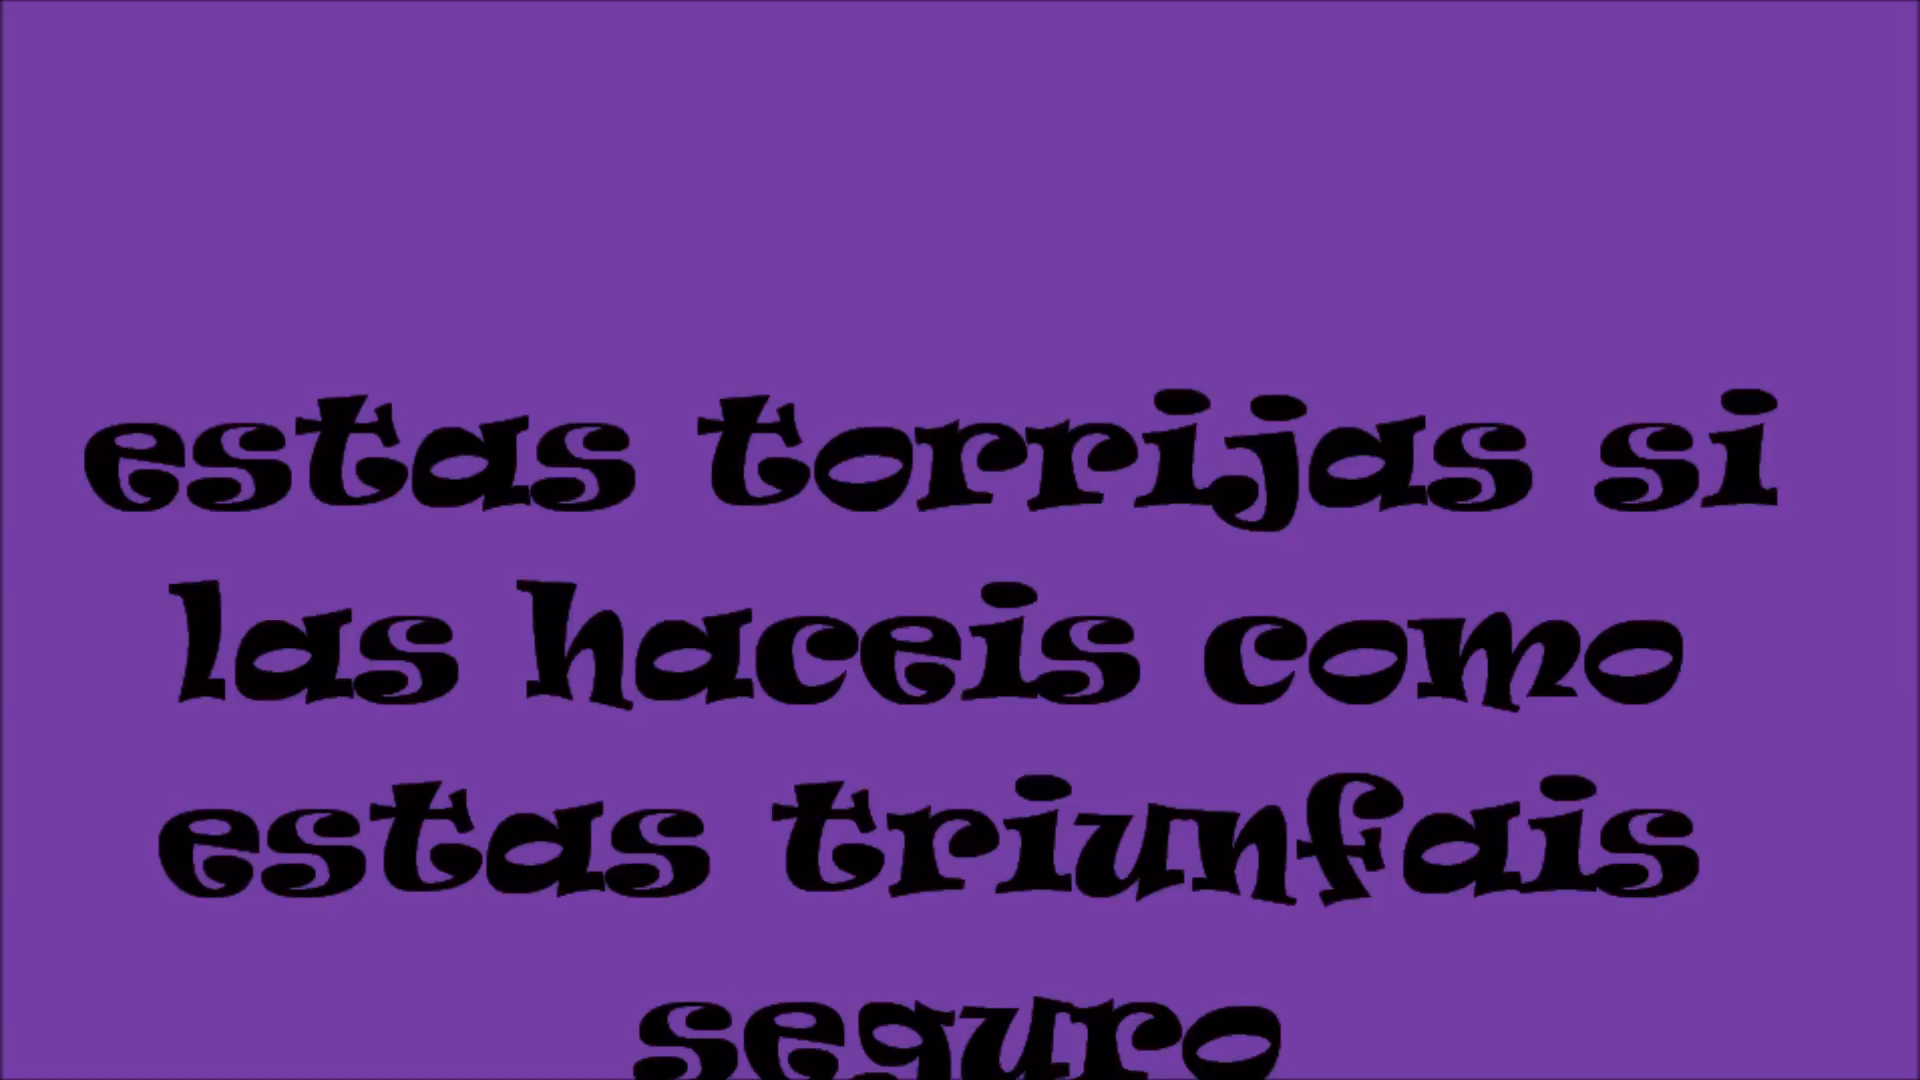 estas torrijas si
las haceis como
estas triunfais
seguro